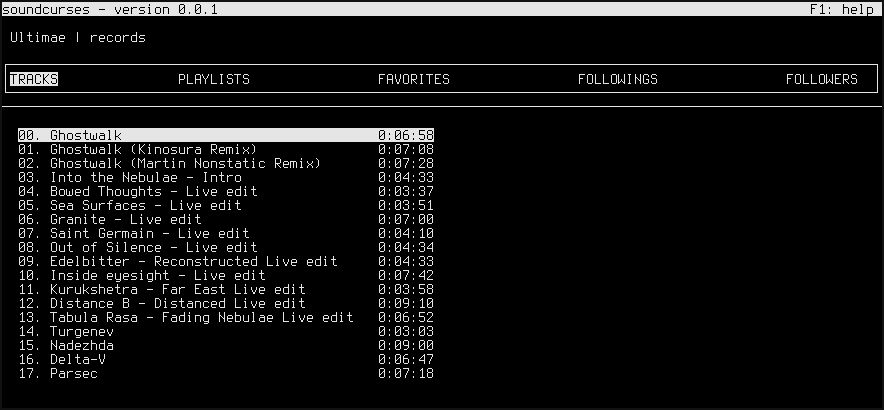 soundcurses - version 0.0.1 F1: help
Ultimae | records
TRACKS PLAYLISTS FAVORITES FOLLOWINGS FOLLOWERS
00. Ghostwalk 0:06:58
01. Ghostwalk (Kinosura Remix) 0:07:08
02. Ghostwalk (Martin Nonstatic Remix) 0:07:28
03. Into the Nebulae - Intro 0:04:33
04. Bowed Thoughts - Live edit 0:03:37
05. Sea Surfaces - Live edit 0:03:51
06. Granite - Live edit 0:07:00
07. Saint Germain - Live edit 0:04:10
08. Out of Silence - Live edit 0:04:34
09. Edelbitter - Reconstructed Live edit 0:04:33
10. Inside eyesight - Live edit 0:07:42
11. Kurukshetra - Far East Live edit 0:03:58
12. Distance B - Distanced Live edit 0:09:10
13. Tabula Rasa - Fading Nebulae Live edit 0:06:52
14. Turgenev 0:03:03
15. Nadezhda 0:09:00
16. Delta-V 0:06:47
17. Parsec 0:07:18